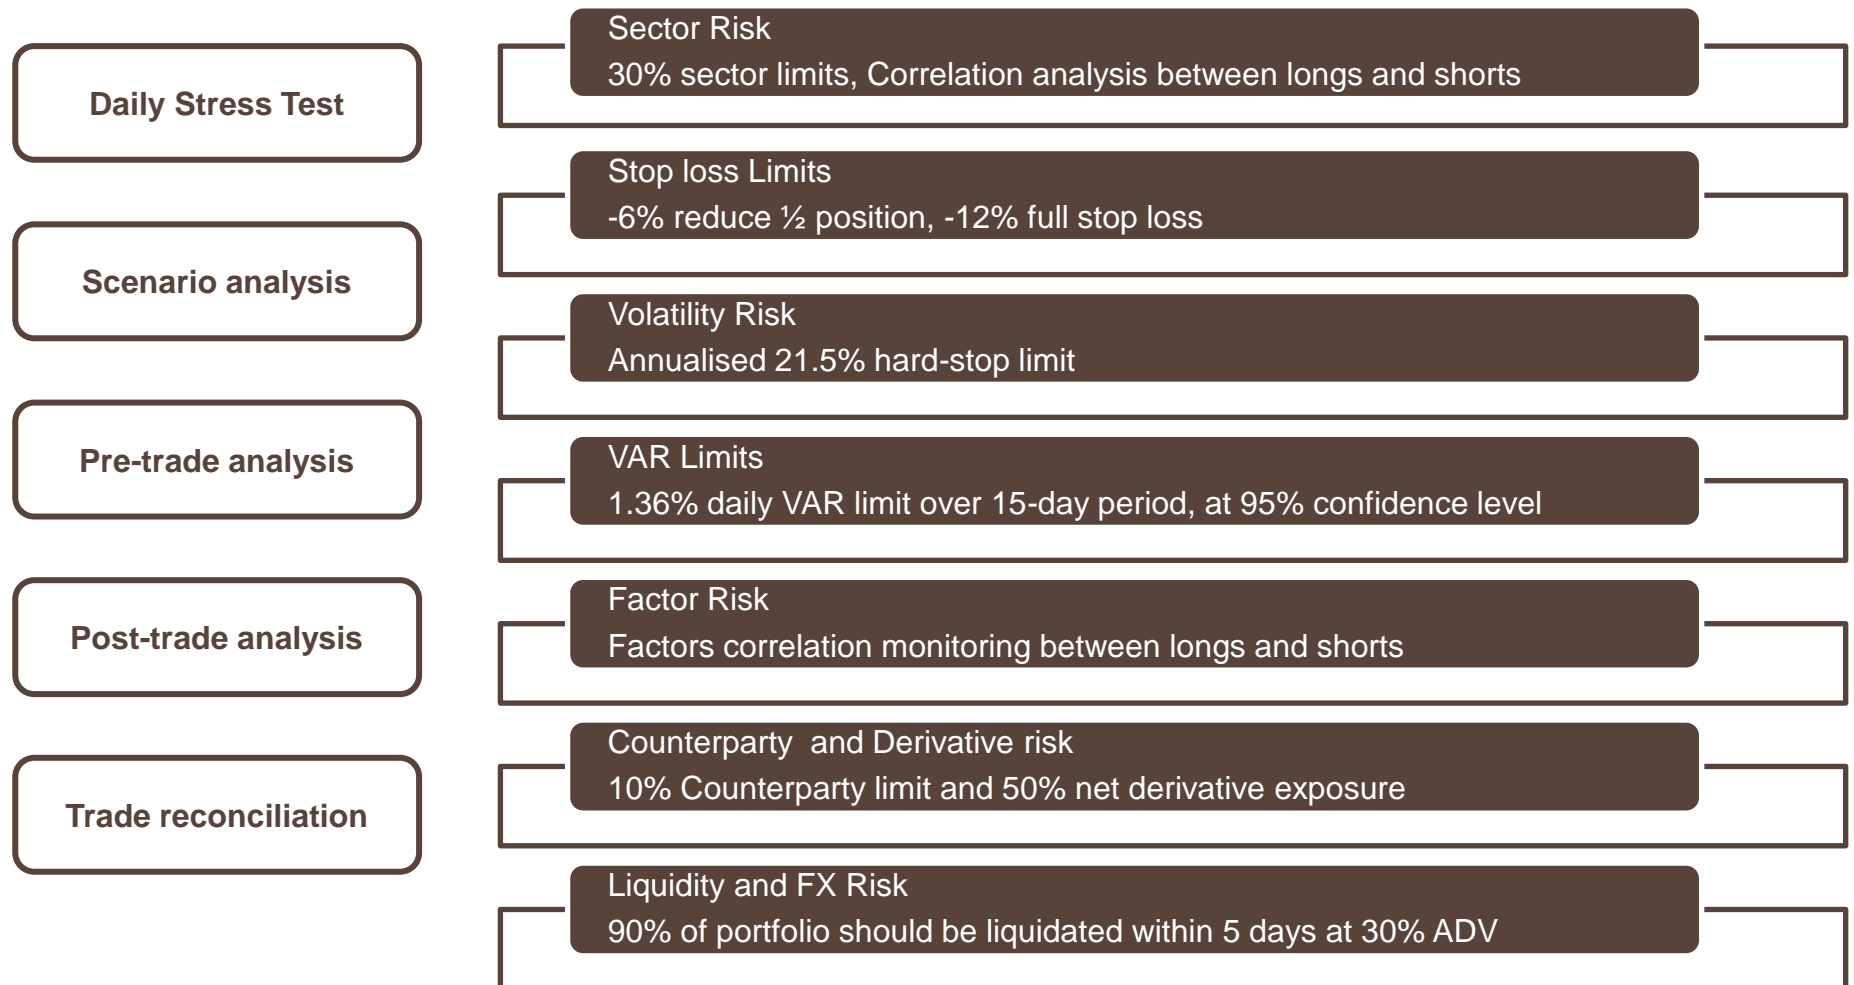 Daily Stress Test
Scenario analysis
Pre-trade analysis
Post-trade analysis
Trade reconciliation
Sector Risk
30% sector limits, Correlation analysis between longs and shorts
Stop loss Limits
-6% reduce ½ position, -12% full stop loss
Volatility Risk
Annualised 21.5% hard-stop limit
VAR Limits
1.36% daily VAR limit over 15-day period, at 95% confidence level
Factor Risk
Factors correlation monitoring between longs and shorts
Counterparty  and Derivative risk
10% Counterparty limit and 50% net derivative exposure
Liquidity and FX Risk
90% of portfolio should be liquidated within 5 days at 30% ADV